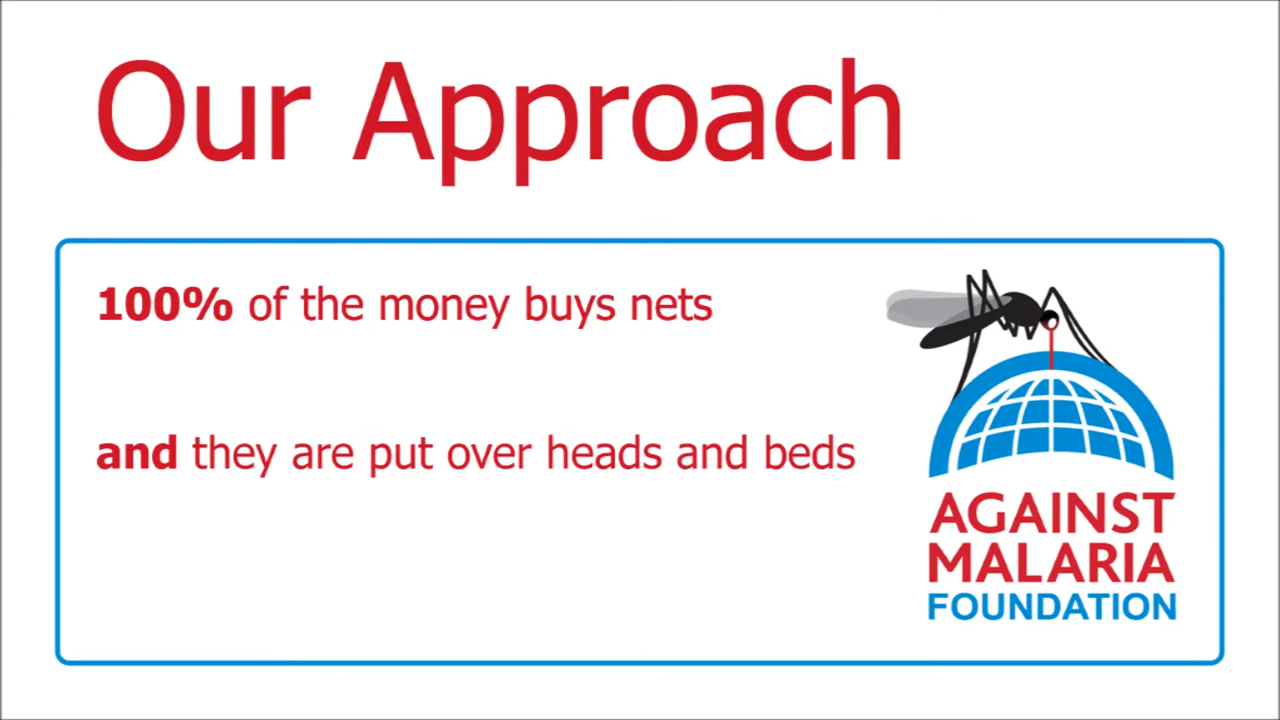 Our Approach
100% of the money buys nets
and they are put over heads and beds
AGAINST
MALARIA
FOUNDATION